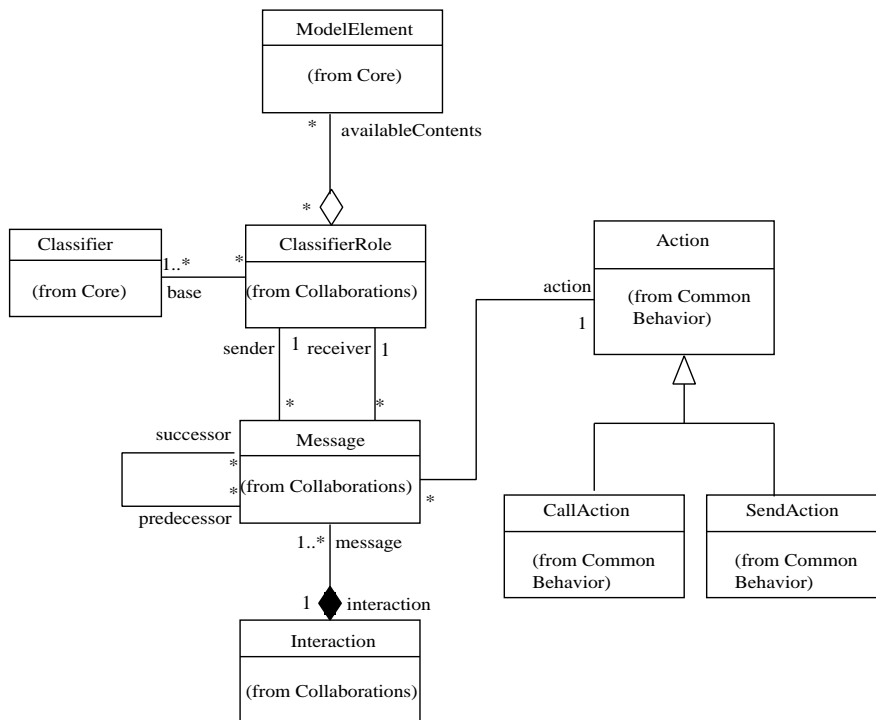 ModelElement
(from Core)
*
availableContents
*
Classifier
(from Core)
1..*
base
*
ClassifierRole
(from Collaborations)
Action
(from Common
Behavior)
action
1
sender
1
receiver
1
*
*
successor
*
*
predecessor
Message
(from Collaborations)
*
CallAction
(from Common
Behavior)
SendAction
(from Common
Behavior)
1..*
message
1
interaction
Interaction
(from Collaborations)